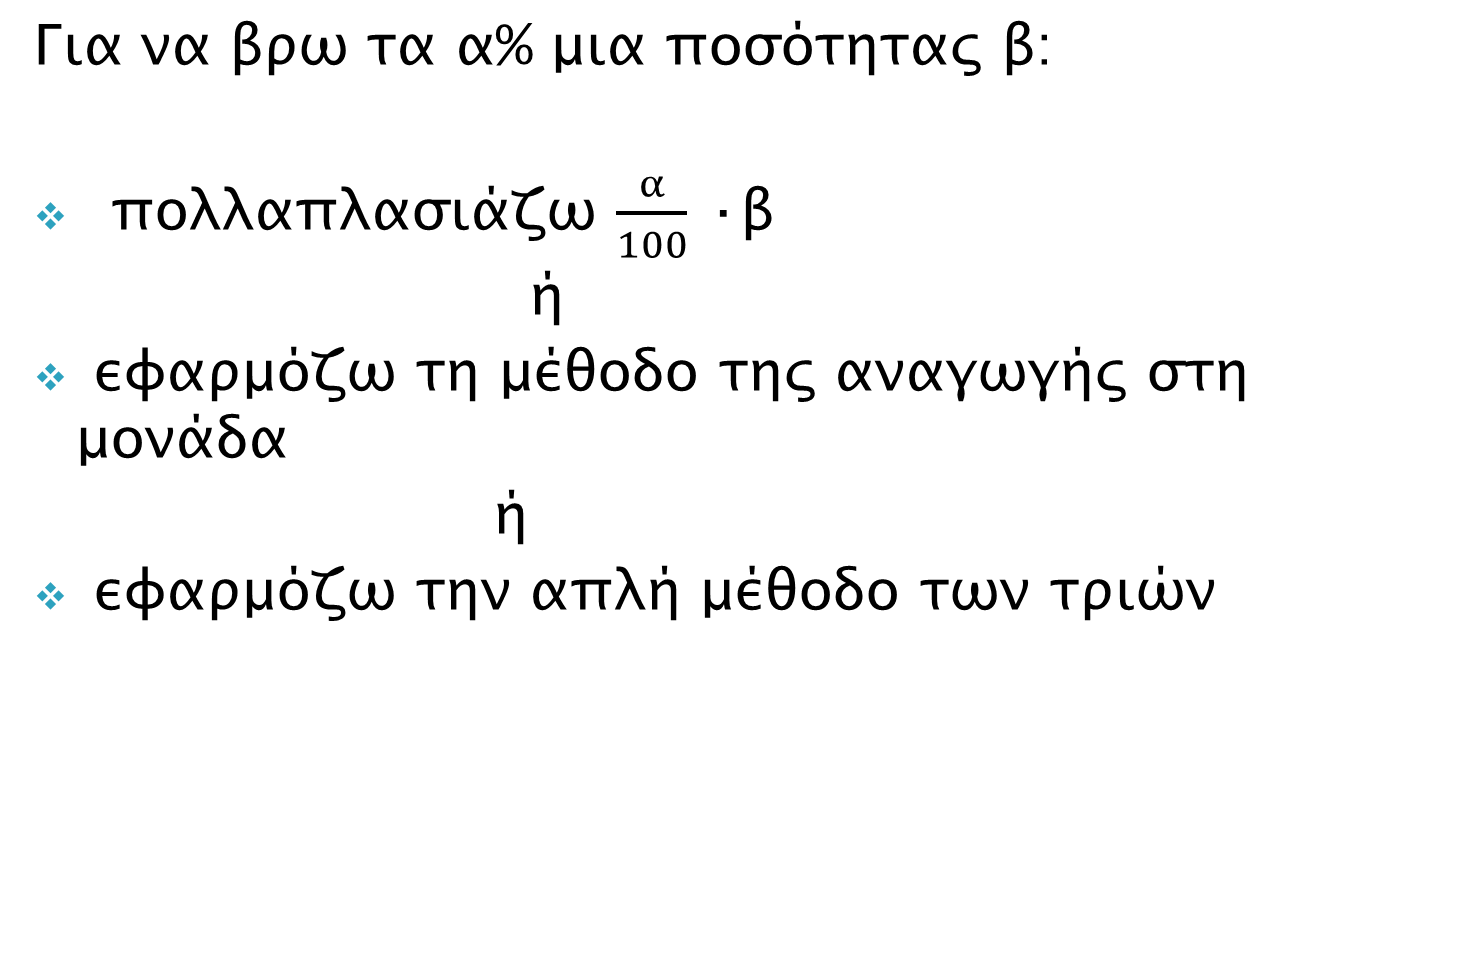 Για να βρω τα α% μια ποσότητας β:
❖ πολλαπλασιάζω α/100 · β
ή
❖ εφαρμόζω τη μέθοδο της αναγωγής στη
μονάδα
ή
❖ εφαρμόζω την απλή μέθοδο των τριών